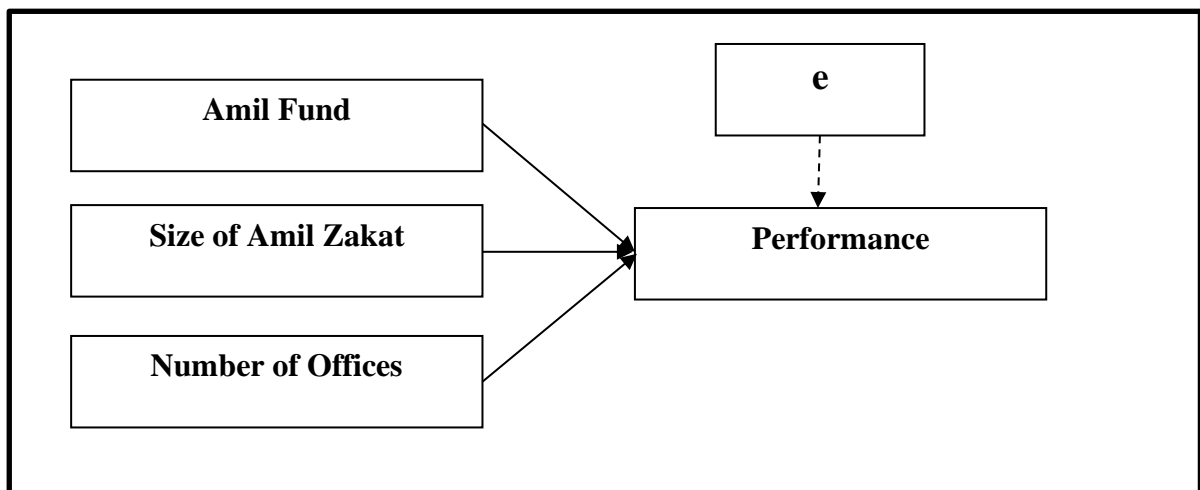 Amil Fund
Size of Amil Zakat
Number of Offices
e
Performance